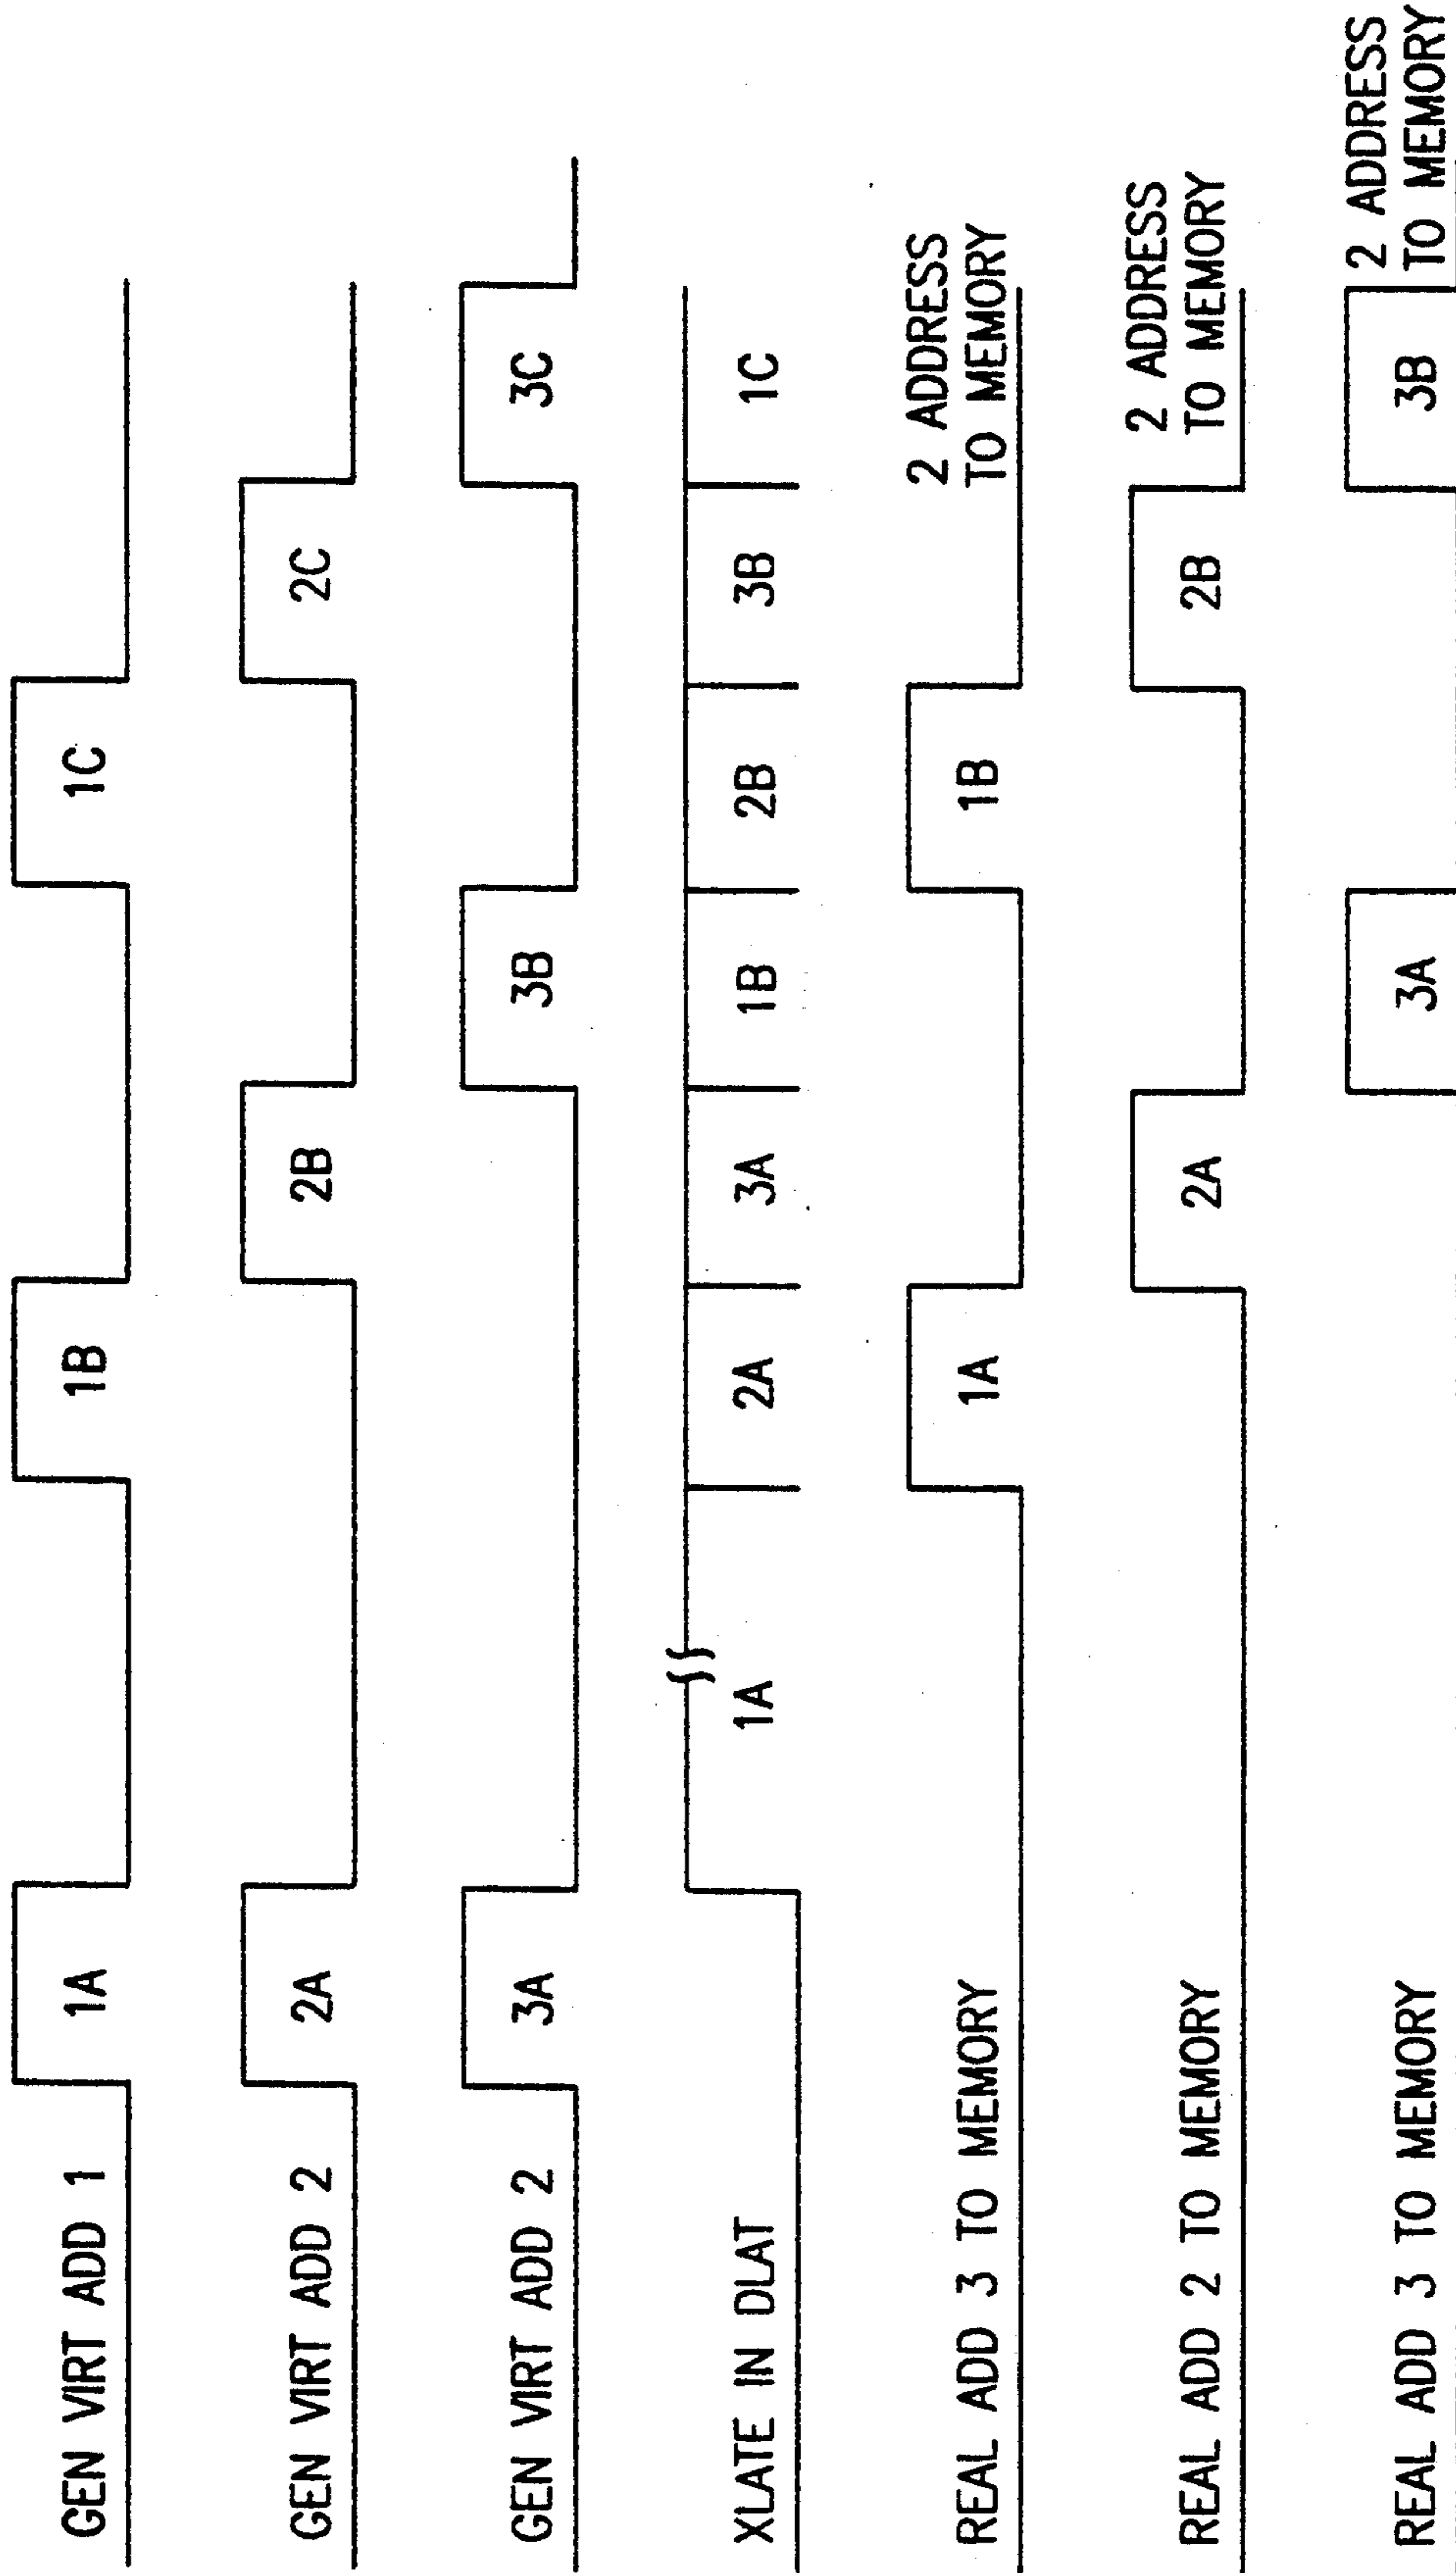 GEN VIRT ADD 1
1A
1B
1C
GEN VIRT ADD 2
2A
2B
2C
GEN VIRT ADD 2
3A
3B
3C
XLATE IN DLAT
1A
2A
3A
1B
2B
3B
1C
REAL ADD 3 TO MEMORY
1A
1B
2 ADDRESS
TO MEMORY
REAL ADD 2 TO MEMORY
2A
2B
2 ADDRESS
TO MEMORY
REAL ADD 3 TO MEMORY
3A
3B
2 ADDRESS
TO MEMORY